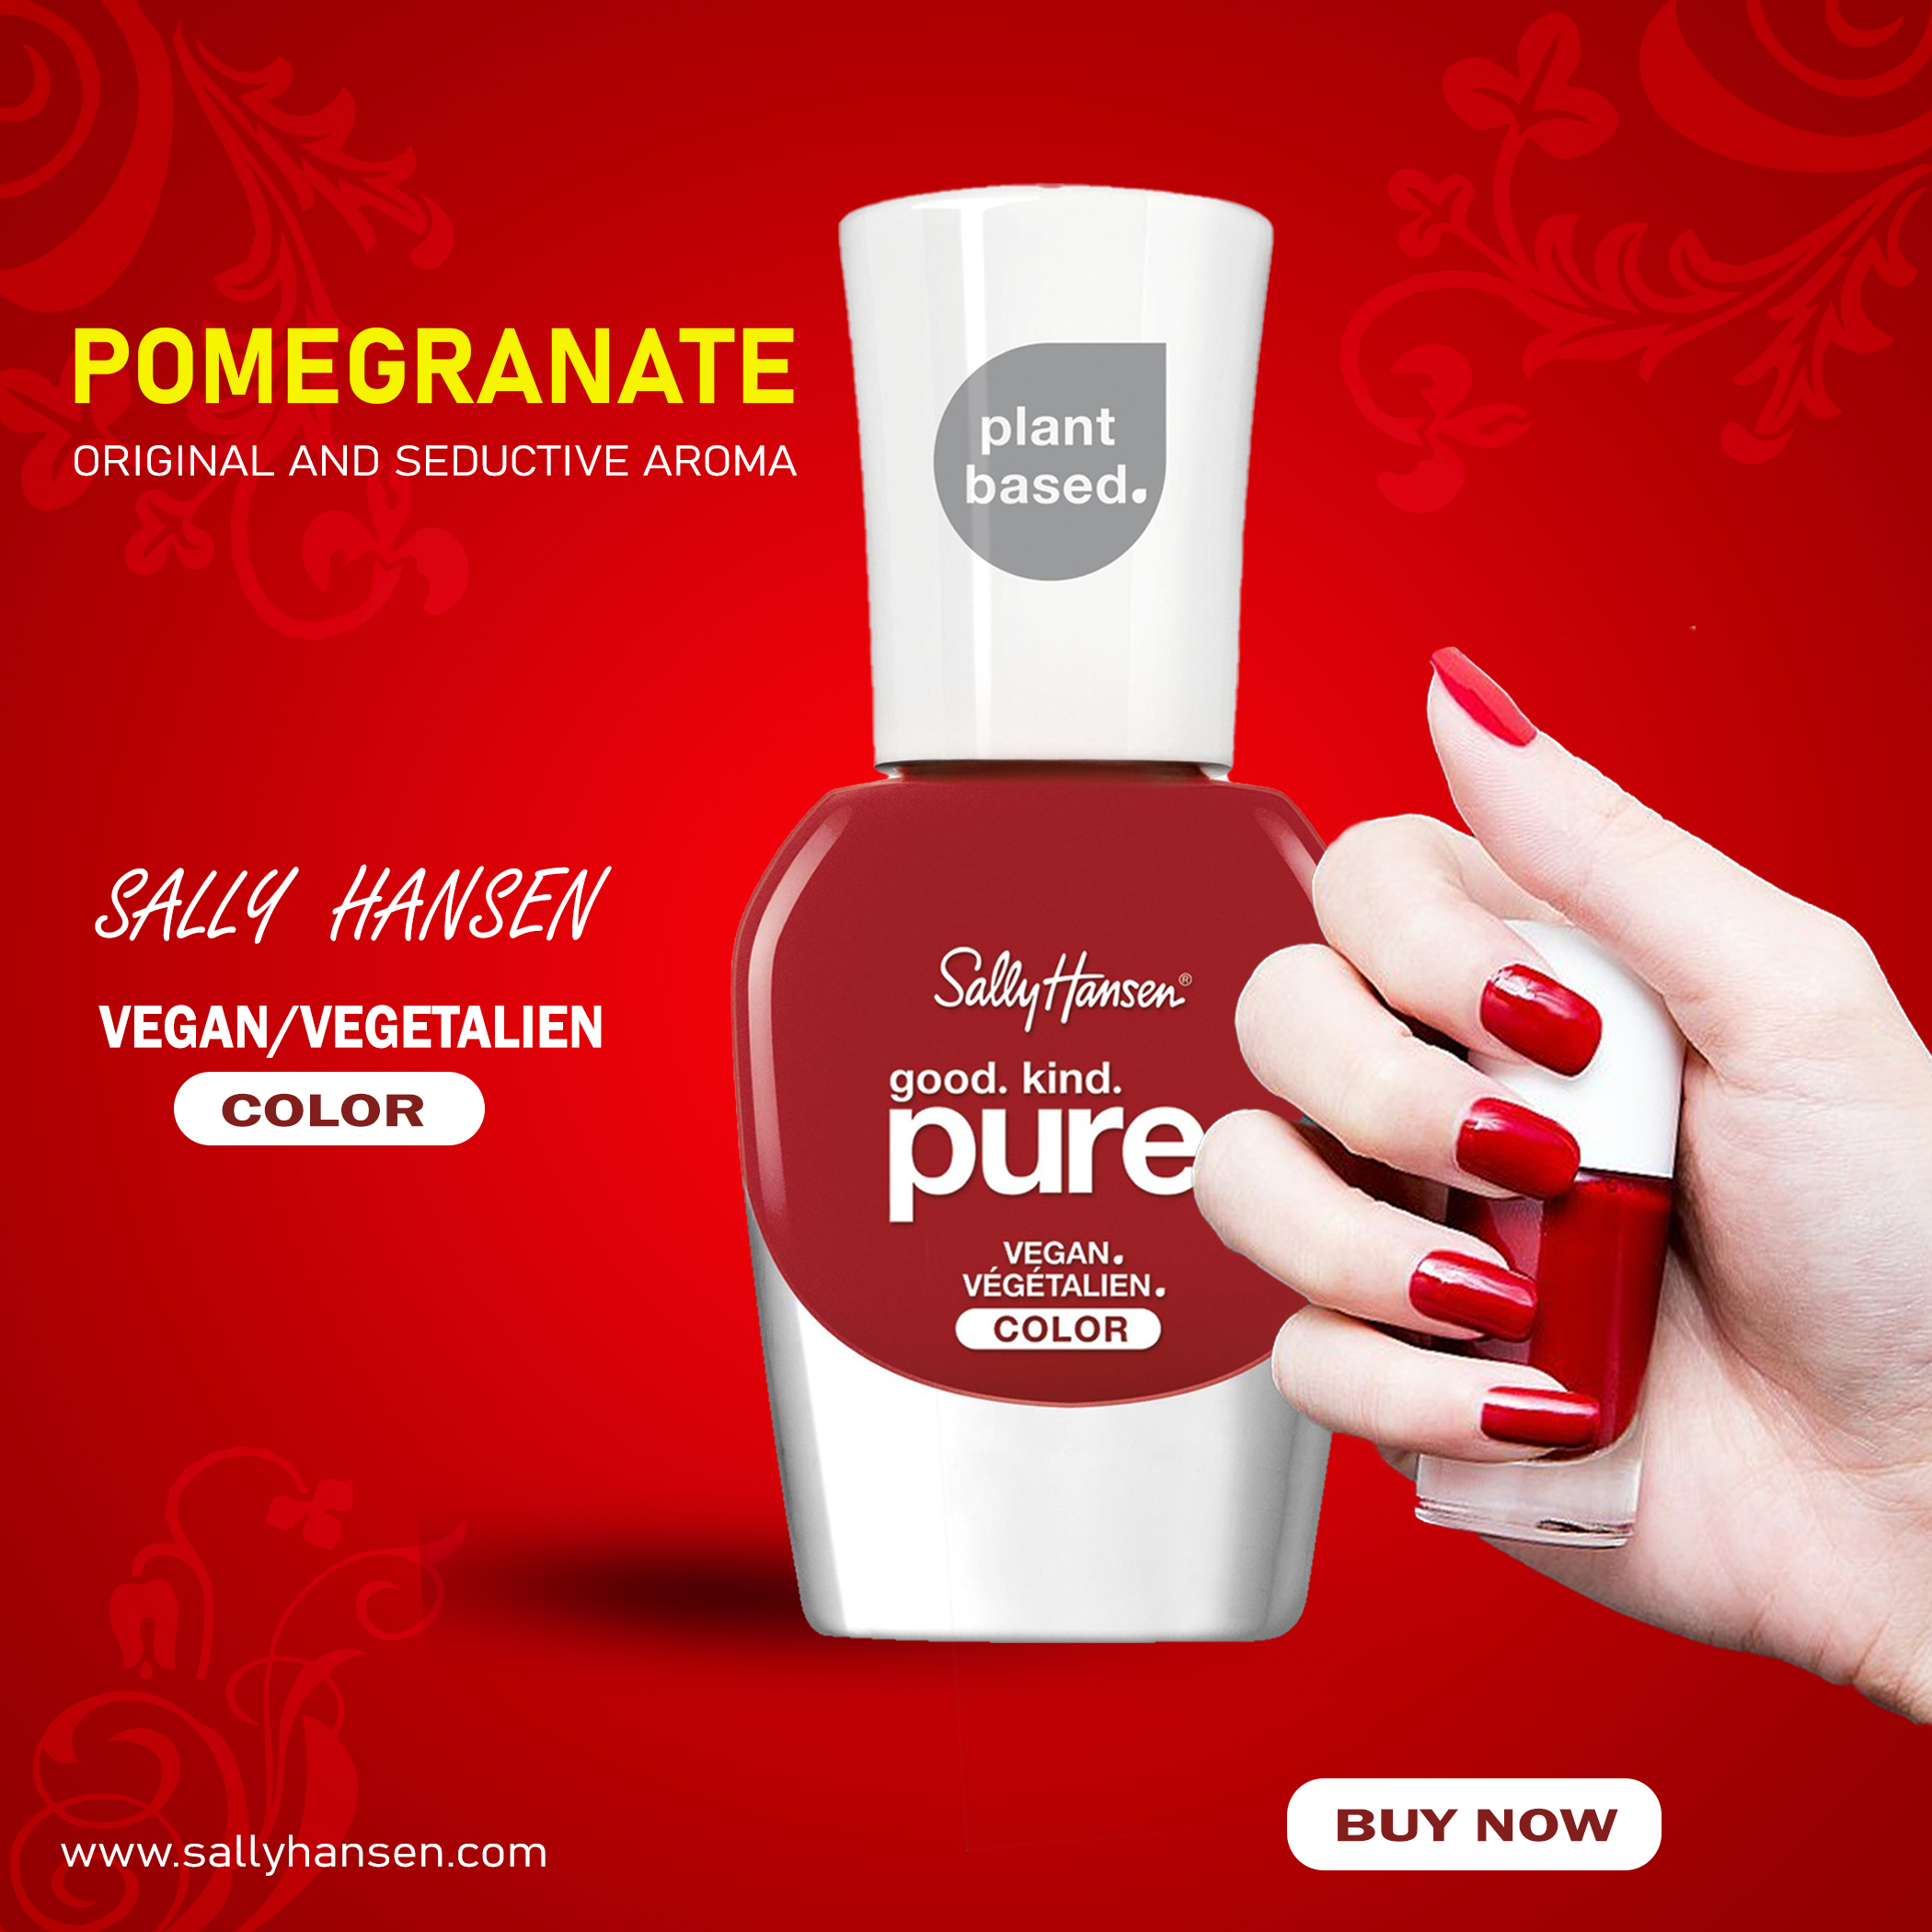 POMEGRANATE
ORIGINAL AND SEDUCTIVE AROMA
plant
based.
SALLY HANSEN
VEGAN/VEGETALIEN
COLOR
Sally Hansen®
good. kind.
pure
VEGAN.
VÉGÉTALIEN.
COLOR
www.sallyhansen.com
BUY NOW